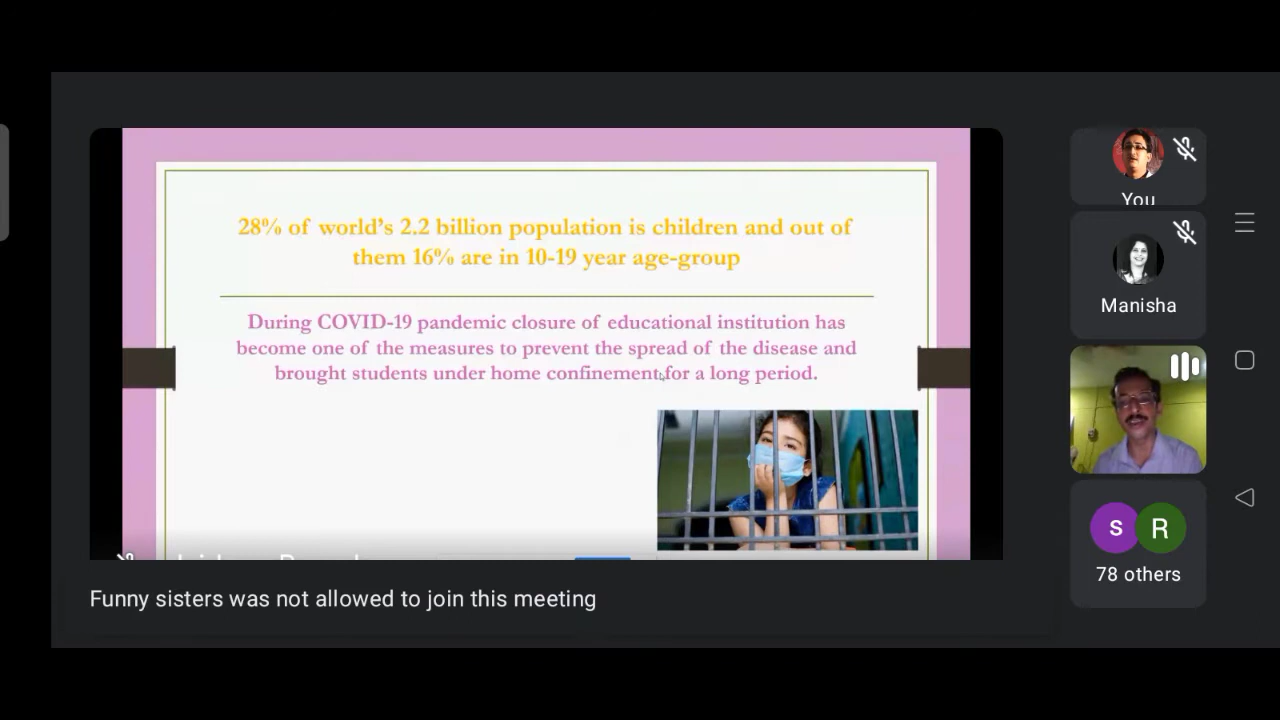 28% of world's 2.2 billion population is children and out of
them 16% are in 10-19 year age-group
During COVID-19 pandemic closure of educational institution has
become one of the measures to prevent the spread of the disease and
brought students under home confinement for a long period.
Funny sisters was not allowed to join this meeting
You
Manisha
S R
78 others